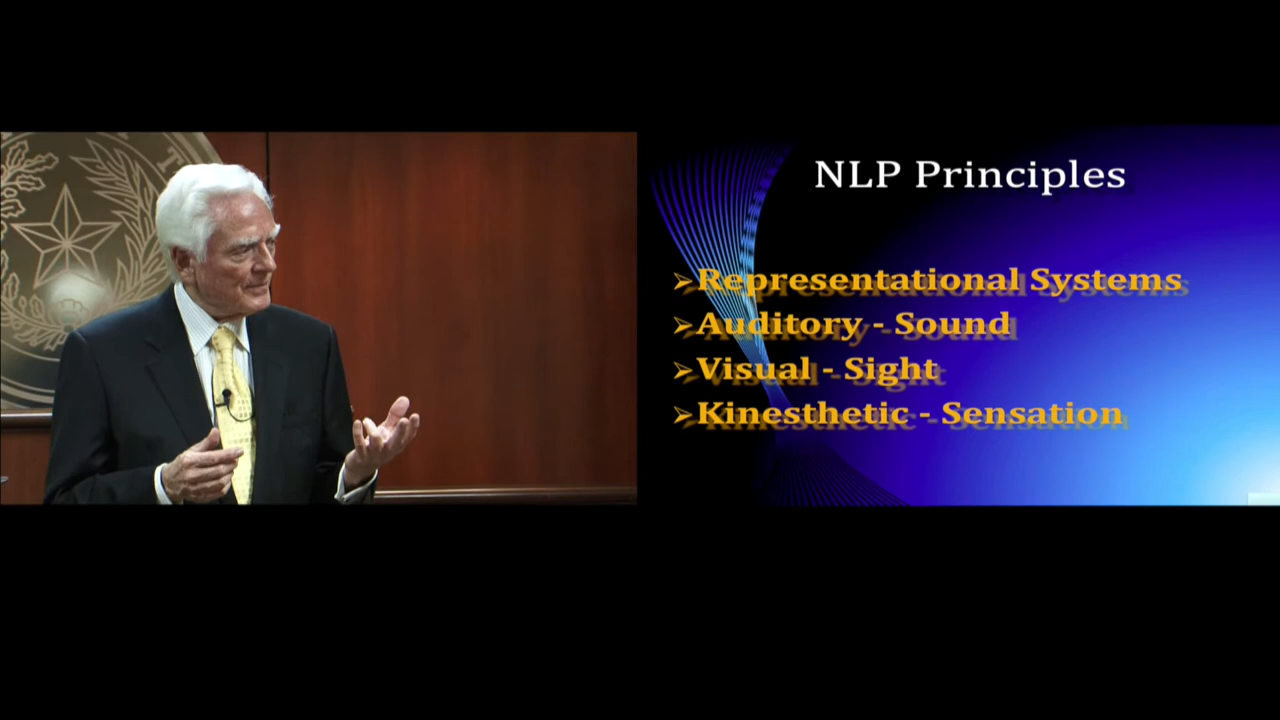 NLP Principles
➢Representational Systems
➢Auditory - Sound
➢Visual - Sight
➢Kinesthetic - Sensation